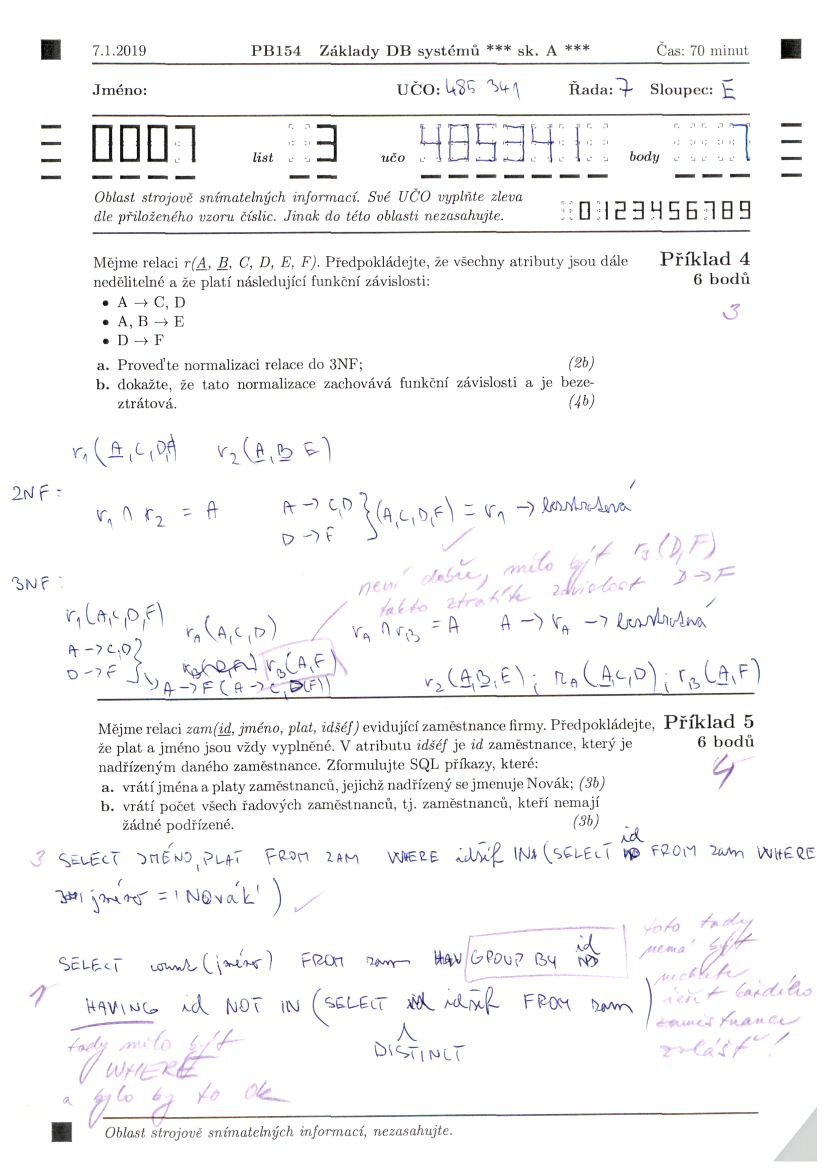 7.1.2019 PB154 Základy DB systémů *** sk. A *** Čas: 70 minut
Jméno: UČO: 485 341 Řada: 7 Sloupec: E
0007 list 3 učo 485341 body 7
Oblast strojově snímatelných informací. Své UČO vyplňte zleva
dle přiloženého vzoru číslic. Jinak do této oblasti nezasahujte.
0123456789
Mějme relaci r(A, B, C, D, E, F). Předpokládejte, že všechny atributy jsou dále
nedělitelné a že platí následující funkční závislosti:
• A → C, D
• A, B → E
• D → F
Příklad 4
6 bodů
3
a. Proveďte normalizaci relace do 3NF; (2b)
b. dokažte, že tato normalizace zachovává funkční závislosti a je beze-
ztrátová. (4b)
r1(A,C,D,F) r2(A,B E)
2NF:
r1 ∩ r2 = A A → C,D D → F } (A,C,D,F) = r1 → bezztrátová
není dobře, mělo být r3(D,F)
takto ztratíte závislost D→F
3NF:
r1(A,C,D,F) rA(A,C,D) rA ∩ rB = A A → rA → bezztrátová
A → C,D
D → F
rB(D,F) rB(A,F)
A → F (A → C, D(F))
r2(A,B,E); rA(A,C,D); rB(A,F)
Mějme relaci zam(id, jméno, plat, idšéf) evidující zaměstnance firmy. Předpokládejte,
že plat a jméno jsou vždy vyplněné. V atributu idšéf je id zaměstnance, který je
nadřízeným daného zaměstnance. Zformulujte SQL příkazy, které:
Příklad 5
6 bodů
4
a. vrátí jména a platy zaměstnanců, jejichž nadřízený se jmenuje Novák; (3b)
b. vrátí počet všech řadových zaměstnanců, tj. zaměstnanců, kteří nemají
žádné podřízené. (3b)
3 SELECT JMÉNO, PLAT FROM ZAM WHERE idšéf IN (SELECT id FROM zam WHERE
jméno = 'Novák')
SELECT count(jméno) FROM zam HAV GROUP BY id
toto tady
nemá být
nechcete
řešit každého
zaměstnance
zvlášť!
1 HAVING id NOT IN (SELECT idšéf FROM zam)
DISTINCT
tady mělo být
WHERE
a bylo by to ok
Oblast strojově snímatelných informací, nezasahujte.